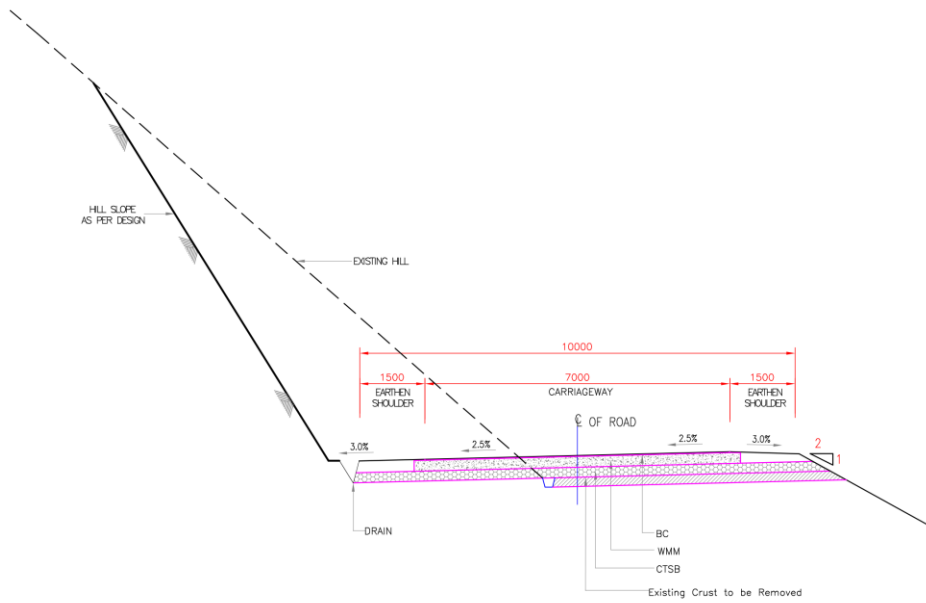 HILL SLOPE
AS PER DESIGN
EXISTING HILL
10000
1500
7000
1500
EARTHEN
SHOULDER
CARRIAGEWAY
EARTHEN
SHOULDER
℄ OF ROAD
3.0%
2.5%
2.5%
3.0%
2
1
DRAIN
BC
WMM
CTSB
Existing Crust to be Removed